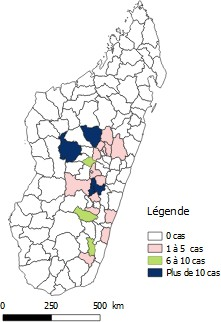 Légende
0 cas
1 à 5 cas
6 à 10 cas
Plus de 10 cas
0 250 500 km